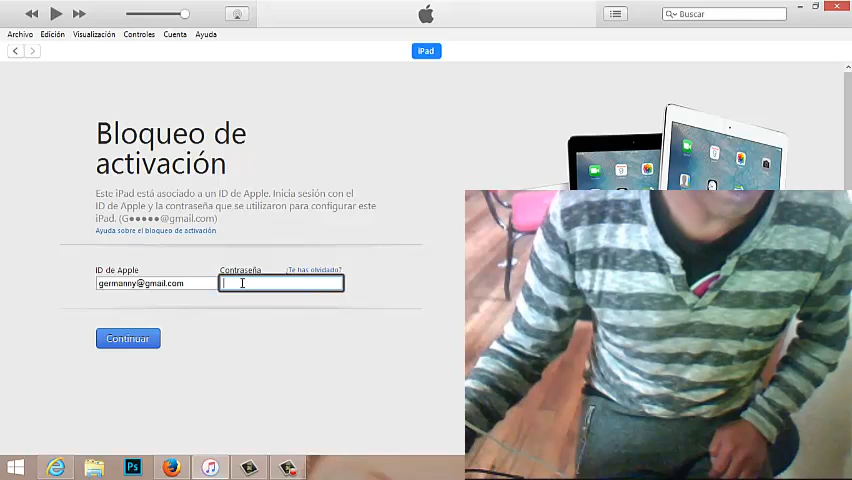 Buscar
Archivo Edición Visualización Controles Cuenta Ayuda
iPad
Bloqueo de
activación
Este iPad está asociado a un ID de Apple. Inicia sesión con el
ID de Apple y la contraseña que se utilizaron para configurar este
iPad. (G●●●●●@gmail.com)
Ayuda sobre el bloqueo de activación
ID de Apple Contraseña ¿Te has olvidado?
germanny@gmail.com
Continuar
Ps